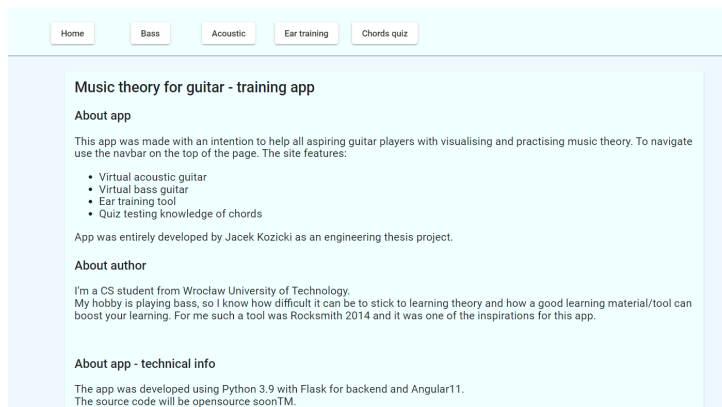 Home Bass Acoustic Ear training Chords quiz
Music theory for guitar - training app
About app
This app was made with an intention to help all aspiring guitar players with visualising and practising music theory. To navigate
use the navbar on the top of the page. The site features:
• Virtual acoustic guitar
• Virtual bass guitar
• Ear training tool
• Quiz testing knowledge of chords
App was entirely developed by Jacek Kozicki as an engineering thesis project.
About author
I'm a CS student from Wrocław University of Technology.
My hobby is playing bass, so I know how difficult it can be to stick to learning theory and how a good learning material/tool can
boost your learning. For me such a tool was Rocksmith 2014 and it was one of the inspirations for this app.
About app - technical info
The app was developed using Python 3.9 with Flask for backend and Angular11.
The source code will be opensource soonTM.